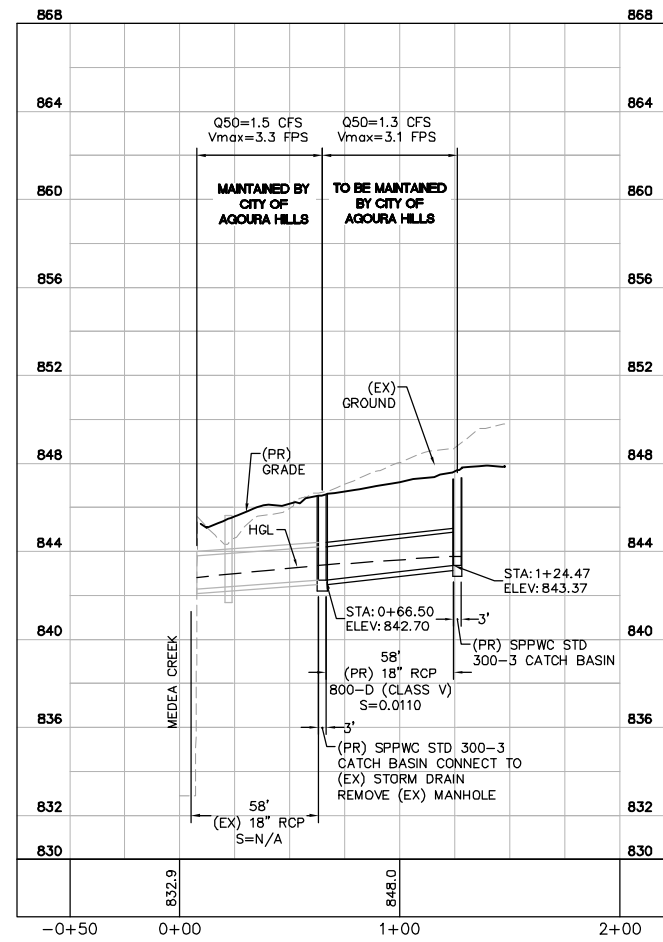 868
868
864
864
Q50=1.5 CFS
Vmax=3.3 FPS
Q50=1.3 CFS
Vmax=3.1 FPS
860
860
MAINTAINED BY
CITY OF
AGOURA HILLS
TO BE MAINTAINED
BY CITY OF
AGOURA HILLS
856
856
852
852
(EX)
GROUND
848
848
(PR)
GRADE
HGL
844
844
STA: 1+24.47
ELEV: 843.37
STA: 0+66.50
ELEV: 842.70
840
840
3'
(PR) SPPWC STD
300-3 CATCH BASIN
58'
(PR) 18" RCP
800-D (CLASS V)
S=0.0110
MEDEA CREEK
836
836
3'
(PR) SPPWC STD 300-3
CATCH BASIN CONNECT TO
(EX) STORM DRAIN
REMOVE (EX) MANHOLE
832
832
58'
(EX) 18" RCP
S=N/A
830
830
832.9
848.0
-0+50
0+00
1+00
2+00